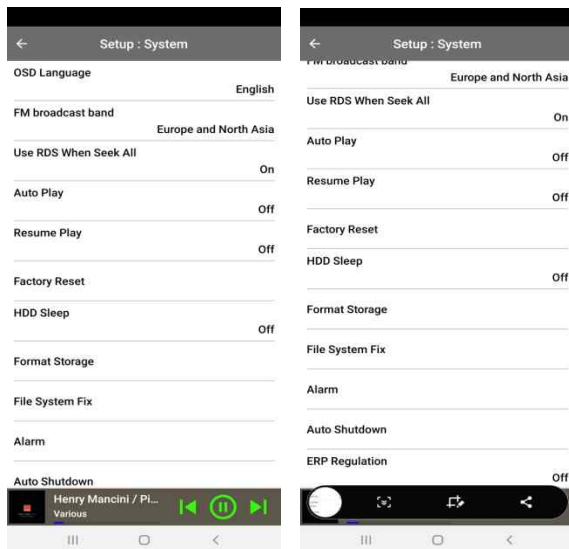 Setup : System
OSD Language
English
FM broadcast band
Europe and North Asia
Use RDS When Seek All
On
Auto Play
Off
Resume Play
Off
Factory Reset
HDD Sleep
Off
Format Storage
File System Fix
Alarm
Auto Shutdown
Henry Mancini / Pi...
Various
Setup : System
FM broadcast band
Europe and North Asia
Use RDS When Seek All
On
Auto Play
Off
Resume Play
Off
Factory Reset
HDD Sleep
Off
Format Storage
File System Fix
Alarm
Auto Shutdown
ERP Regulation
Off